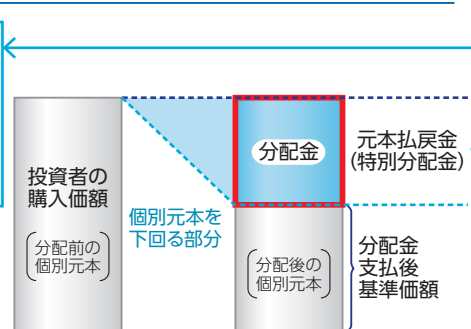 投資者の
購入価額
(分配前の
個別元本)
個別元本を
下回る部分
分配金
(分配後の
個別元本)
元本払戻金
(特別分配金)
分配金
支払後
基準価額